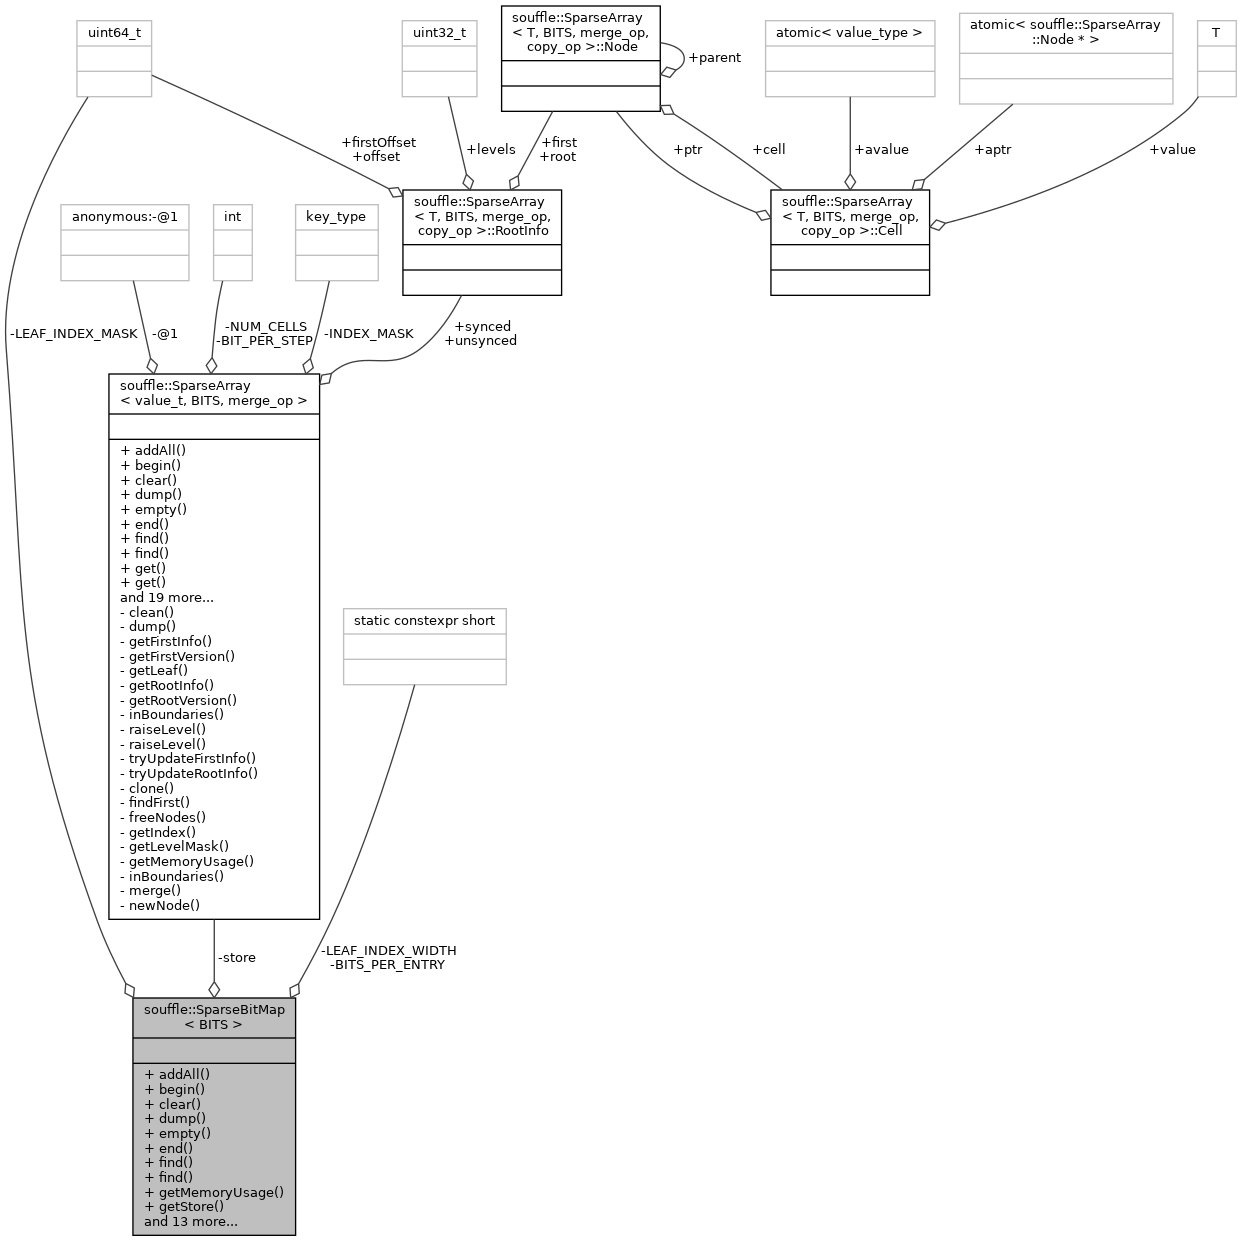 uint64_t
uint32_t
souffle::SparseArray
< T, BITS, merge_op,
copy_op >::Node
atomic< value_type >
atomic< souffle::SparseArray
::Node * >
T
+parent
+firstOffset
+offset
+levels
+first
+root
+ptr
+cell
+avalue
+aptr
+value
anonymous:-@1
int
key_type
souffle::SparseArray
< T, BITS, merge_op,
copy_op >::RootInfo
souffle::SparseArray
< T, BITS, merge_op,
copy_op >::Cell
-LEAF_INDEX_MASK
-@1
-NUM_CELLS
-BIT_PER_STEP
-INDEX_MASK
+synced
+unsynced
souffle::SparseArray
< value_t, BITS, merge_op >
+ addAll()
+ begin()
+ clear()
+ dump()
+ empty()
+ end()
+ find()
+ find()
+ get()
+ get()
and 19 more...
- clean()
- dump()
- getFirstInfo()
- getFirstVersion()
- getLeaf()
- getRootInfo()
- getRootVersion()
- inBoundaries()
- raiseLevel()
- raiseLevel()
- tryUpdateFirstInfo()
- tryUpdateRootInfo()
- clone()
- findFirst()
- freeNodes()
- getIndex()
- getLevelMask()
- getMemoryUsage()
- inBoundaries()
- merge()
- newNode()
static constexpr short
-store
-LEAF_INDEX_WIDTH
-BITS_PER_ENTRY
souffle::SparseBitMap
< BITS >
+ addAll()
+ begin()
+ clear()
+ dump()
+ empty()
+ end()
+ find()
+ find()
+ getMemoryUsage()
+ getStore()
and 13 more...